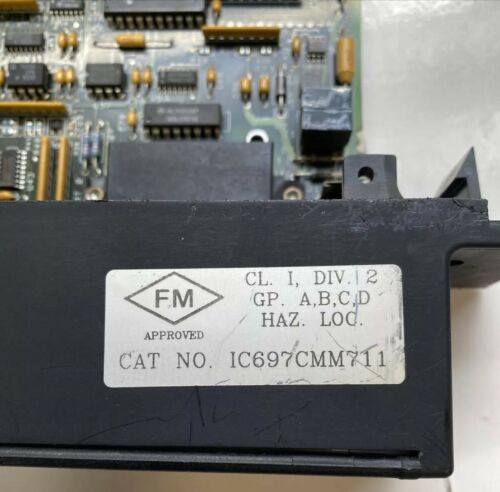 FM
APPROVED
CL. I, DIV. 2
GP. A,B,C,D
HAZ. LOC.
CAT NO. IC697CMM711